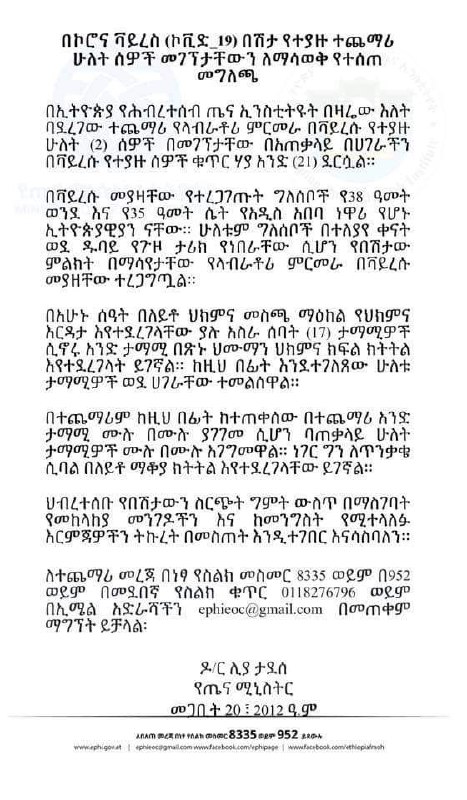 በኮሮና ቫይረስ (ኮቪድ_19) በሽታ የተያዙ ተጨማሪ
ሁለት ሰዎች መገኘታቸውን ለማሳወቅ የተሰጠ
መግለጫ
በኢትዮጵያ የሕብረተሰብ ጤና ኢንስቲትዩት በዛሬው እለት
ባደረገው ተጨማሪ የላብራቶሪ ምርመራ በቫይረሱ የተያዙ
ሁለት (2) ሰዎች በመገኘታቸው በአጠቃላይ በሀገራችን
በቫይረሱ የተያዙ ሰዎች ቁጥር ሃያ አንድ (21) ደርሷል።
በቫይረሱ መያዛቸው የተረጋገጡት ግለሰቦች የ38 ዓመት
ወንድ እና የ35 ዓመት ሴት የአዲስ አበባ ነዋሪ የሆኑ
ኢትዮጵያዊያን ናቸው። ሁለቱም ግለሰቦች በተለያየ ቀናት
ወደ ዱባይ የጉዞ ታሪክ የነበራቸው ሲሆን የበሽታው
ምልክት በማሳየታቸው የላብራቶሪ ምርመራ በቫይረሱ
መያዘቸው ተረጋግጧል።
በአሁኑ ሰዓት በለይቶ ህክምና መስጫ ማዕከል የህክምና
እርዳታ እየተደረገላቸው ያሉ አስራ ሰባት (17) ታማሚዎች
ሲኖሩ አንድ ታማሚ በጽኑ ህሙማን ህክምና ክፍል ክትትል
እየተደረገላት ይገኛል። ከዚህ በፊት እንደተገለጸው ሁለቱ
ታማሚዎች ወደ ሀገራቸው ተመልሰዋል።
በተጨማሪም ከዚህ በፊት ከተጠቀሰው በተጨማሪ አንድ
ታማሚ ሙሉ በሙሉ ያገገመ ሲሆን ባጠቃላይ ሁለት
ታማሚዎች ሙሉ በሙሉ አገግመዋል። ነገር ግን ለጥንቃቄ
ሲባል በለይቶ ማቆያ ክትትል እየተደረገላቸው ይገኛል።
ህብረተሰቡ የበሽታውን ስርጭት ግምት ውስጥ በማስገባት
የመከላከያ መንገዶችን እና ከመንግስት የሚተላለፉ
እርምጃዎችን ትኩረት በመስጠት እንዲተገበር እናሳስባለን።
ለተጨማሪ መረጃ በነፃ የስልክ መስመር 8335 ወይም በ952
ወይም በመደበኛ የስልክ ቁጥር 0118276796 ወይም
በኢሜል አድራሻችን ephieoc@gmail.com በመጠቀም
ማግኘት ይቻላል፡
ዶ/ር ሊያ ታደሰ
የጤና ሚኒስትር
መጋቢት 20 ፣ 2012 ዓ.ም
ለበለጠ መረጃ በነፃ የስልክ መስመር 8335 ወይም 952 ይደውሉ
www.ephi.gov.et | ephieoc@gmail.com www.facebook.com/ephipage | www.facebook.com/ethiopiafmoh